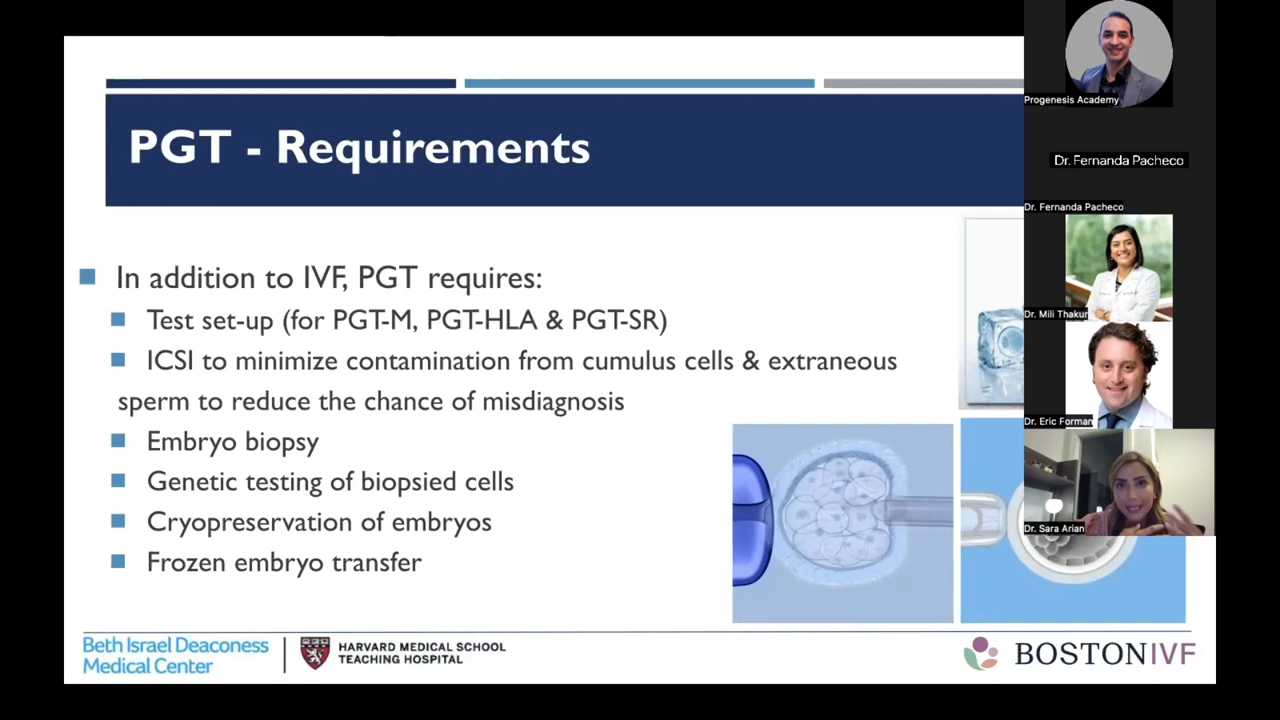 PGT - Requirements
In addition to IVF, PGT requires:
Test set-up (for PGT-M, PGT-HLA & PGT-SR)
ICSI to minimize contamination from cumulus cells & extraneous
sperm to reduce the chance of misdiagnosis
Embryo biopsy
Genetic testing of biopsied cells
Cryopreservation of embryos
Frozen embryo transfer
Beth Israel Deaconess
Medical Center
HARVARD MEDICAL SCHOOL
TEACHING HOSPITAL
BOSTONIVF
Progenesis Academy
Dr. Fernanda Pacheco
Dr. Fernanda Pacheco
Dr. Mili Thakur
Dr. Eric Forman
Dr. Sara Arian